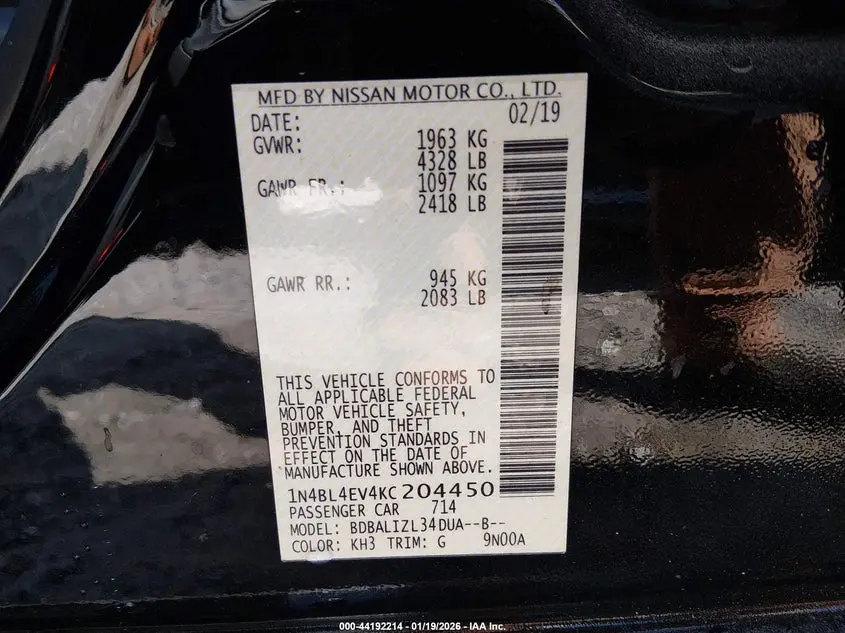 MFD BY NISSAN MOTOR CO., LTD.
DATE: 02/19
GVWR: 1963 KG
4328 LB
GAWR FR.: 1097 KG
2418 LB
GAWR RR.: 945 KG
2083 LB
THIS VEHICLE CONFORMS TO
ALL APPLICABLE FEDERAL
MOTOR VEHICLE SAFETY,
BUMPER, AND THEFT
PREVENTION STANDARDS IN
EFFECT ON THE DATE OF
MANUFACTURE SHOWN ABOVE.
1N4BL4EV4KC204450
PASSENGER CAR 714
MODEL: BDBALIZL34DUA--B--
COLOR: KH3 TRIM: G 9N00A
000-44192214 - 01/19/2026 - IAA Inc.